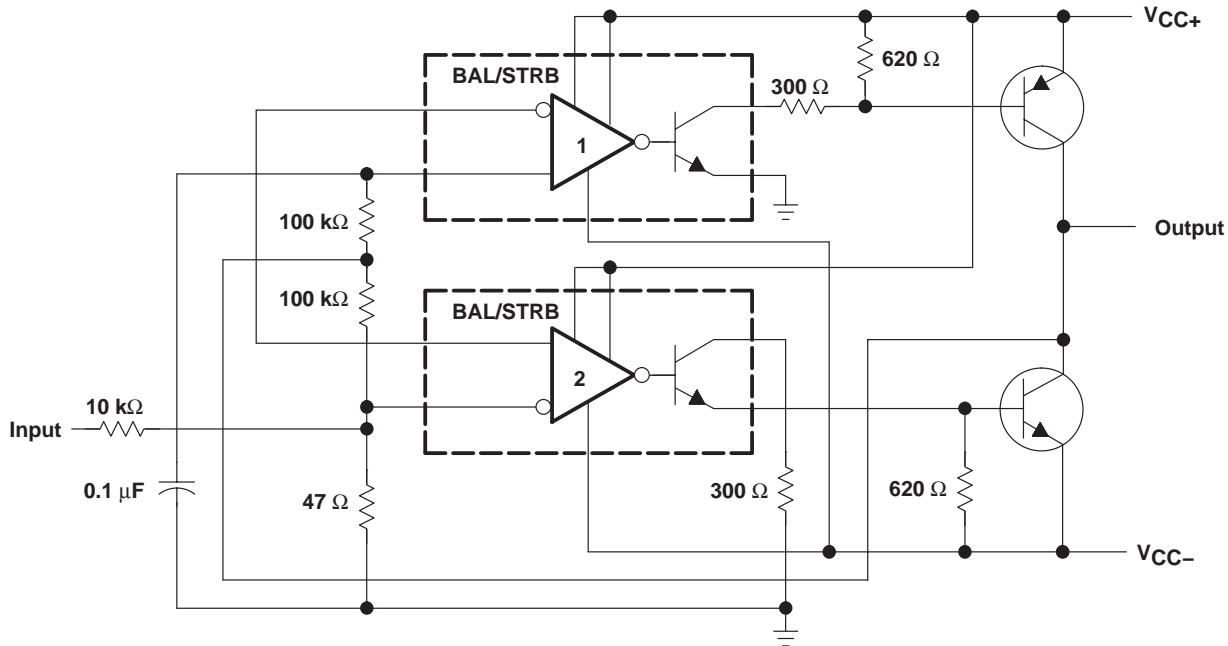 VCC+
BAL/STRB
620 Ω
300 Ω
1
100 kΩ
Output
100 kΩ
BAL/STRB
2
10 kΩ
Input
0.1 μF
47 Ω
300 Ω
620 Ω
VCC–